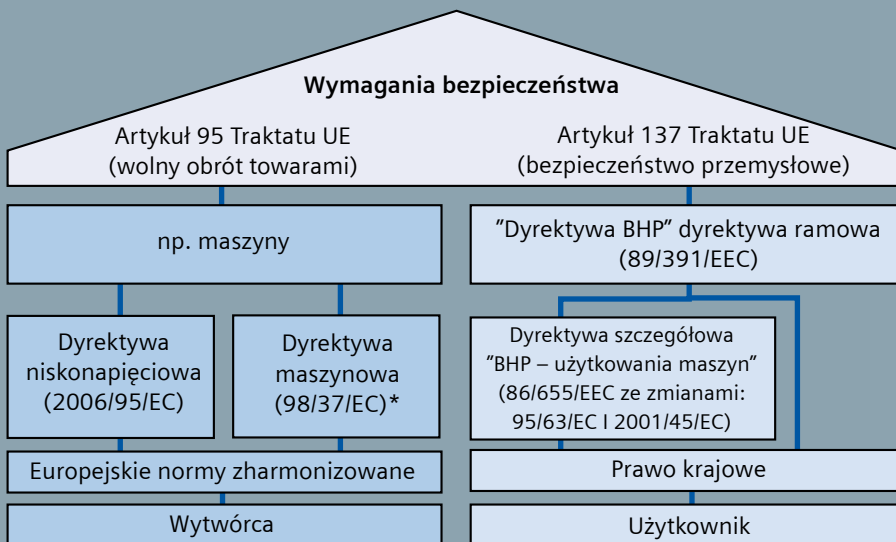 Wymagania bezpieczeństwa
Artykuł 95 Traktatu UE
(wolny obrót towarami)
Artykuł 137 Traktatu UE
(bezpieczeństwo przemysłowe)
np. maszyny
"Dyrektywa BHP" dyrektywa ramowa
(89/391/EEC)
Dyrektywa
niskonapięciowa
(2006/95/EC)
Dyrektywa
maszynowa
(98/37/EC)*
Dyrektywa szczegółowa
"BHP – użytkowania maszyn"
(86/655/EEC ze zmianami:
95/63/EC I 2001/45/EC)
Europejskie normy zharmonizowane
Prawo krajowe
Wytwórca
Użytkownik